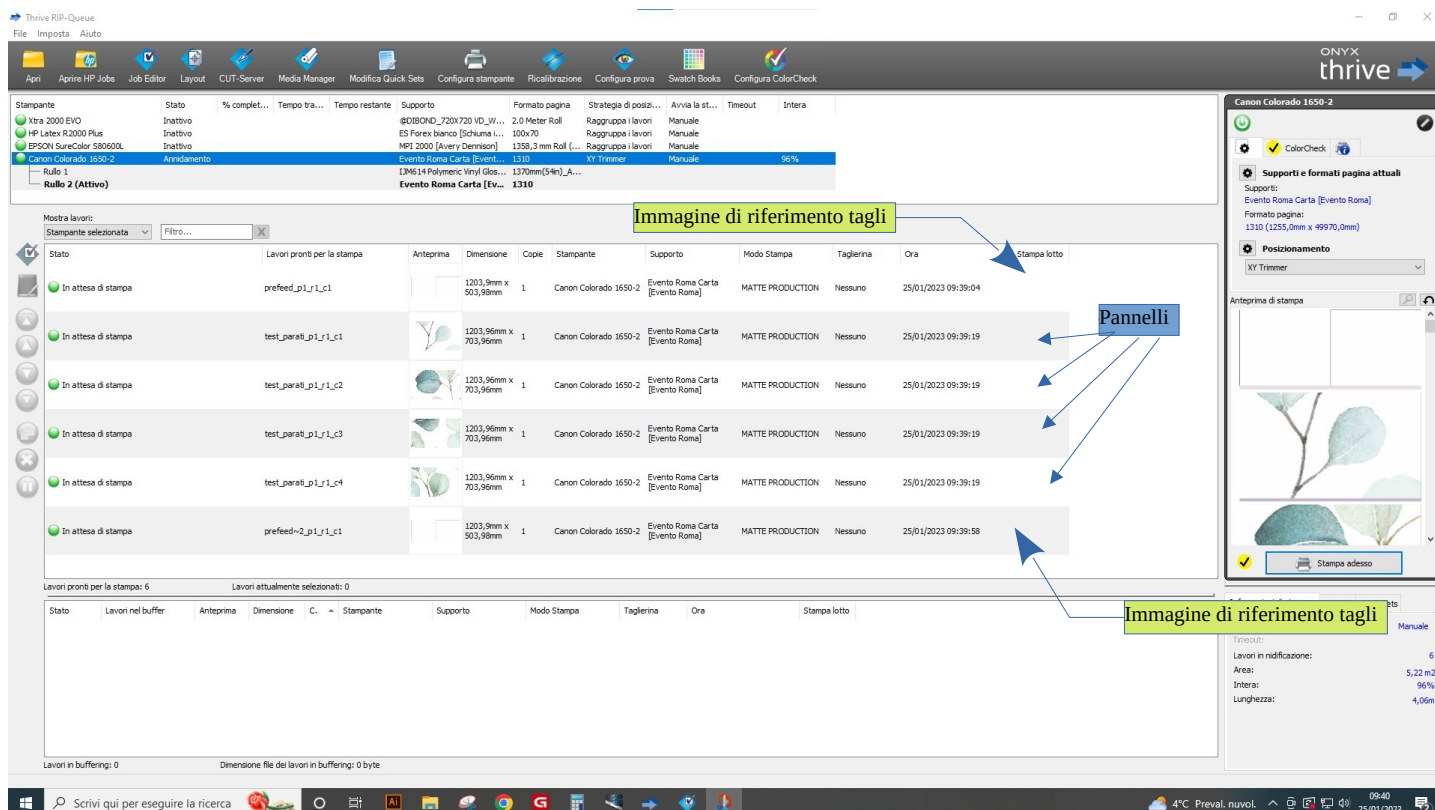 Thrive RIP-Queue
File Imposta Aiuto
Apri Aprire HP Jobs Job Editor Layout CUT-Server Media Manager Modifica Quick Sets Configura stampante Ricalibrazione Configura prova Swatch Books Configura ColorCheck
ONYX
thrive
Stampante Stato % complet... Tempo tra... Tempo restante Supporto Formato pagina Strategia di posizi... Avvia la st... Timeout Intera
Xtra 2000 EVO Inattivo @DIBOND_720X720 VD_W... 2.0 Meter Roll Raggruppa i lavori Manuale
HP Latex R2000 Plus Inattivo ES Forex bianco [Schiuma i... 100x70 Raggruppa i lavori Manuale
EPSON SureColor S80600L Inattivo MPI 2000 [Avery Dennison] 1358,3 mm Roll (... Raggruppa i lavori Manuale
Canon Colorado 1650-2 Annidamento Evento Roma Carta [Event... 1310 XY Trimmer Manuale 96%
Rullo 1 IJM614 Polymeric Vinyl Glos... 1370mm(54in)_A...
Rullo 2 (Attivo) Evento Roma Carta [Ev... 1310
Canon Colorado 1650-2
ColorCheck
Supporti e formati pagina attuali
Supporti:
Evento Roma Carta [Evento Roma]
Formato pagina:
1310 (1255,0mm x 49970,0mm)
Posizionamento
XY Trimmer
Anteprima di stampa
Stampa adesso
Mostra lavori:
Stampante selezionata Filtro... X
Immagine di riferimento tagli
Stato Lavori pronti per la stampa Anteprima Dimensione Copie Stampante Supporto Modo Stampa Taglierina Ora Stampa lotto
In attesa di stampa prefeed_p1_r1_c1 1203,9mm x 503,98mm 1 Canon Colorado 1650-2 Evento Roma Carta [Evento Roma] MATTE PRODUCTION Nessuno 25/01/2023 09:39:04
Pannelli
In attesa di stampa test_parati_p1_r1_c1 1203,96mm x 703,96mm 1 Canon Colorado 1650-2 Evento Roma Carta [Evento Roma] MATTE PRODUCTION Nessuno 25/01/2023 09:39:19
In attesa di stampa test_parati_p1_r1_c2 1203,96mm x 703,96mm 1 Canon Colorado 1650-2 Evento Roma Carta [Evento Roma] MATTE PRODUCTION Nessuno 25/01/2023 09:39:19
In attesa di stampa test_parati_p1_r1_c3 1203,96mm x 703,96mm 1 Canon Colorado 1650-2 Evento Roma Carta [Evento Roma] MATTE PRODUCTION Nessuno 25/01/2023 09:39:19
In attesa di stampa test_parati_p1_r1_c4 1203,96mm x 703,96mm 1 Canon Colorado 1650-2 Evento Roma Carta [Evento Roma] MATTE PRODUCTION Nessuno 25/01/2023 09:39:19
In attesa di stampa prefeed~2_p1_r1_c1 1203,9mm x 503,98mm 1 Canon Colorado 1650-2 Evento Roma Carta [Evento Roma] MATTE PRODUCTION Nessuno 25/01/2023 09:39:58
Lavori pronti per la stampa: 6 Lavori attualmente selezionati: 0
Stato Lavori nel buffer Anteprima Dimensione C. Stampante Supporto Modo Stampa Taglierina Ora Stampa lotto
Immagine di riferimento tagli
Manuale
Timeout:
Lavori in nidificazione: 6
Area: 5,22 m2
Intera: 96%
Lunghezza: 4,06m
Lavori in buffering: 0 Dimensione file dei lavori in buffering: 0 byte
Scrivi qui per eseguire la ricerca
4°C Preval. nuvol.
09:40
25/01/2023